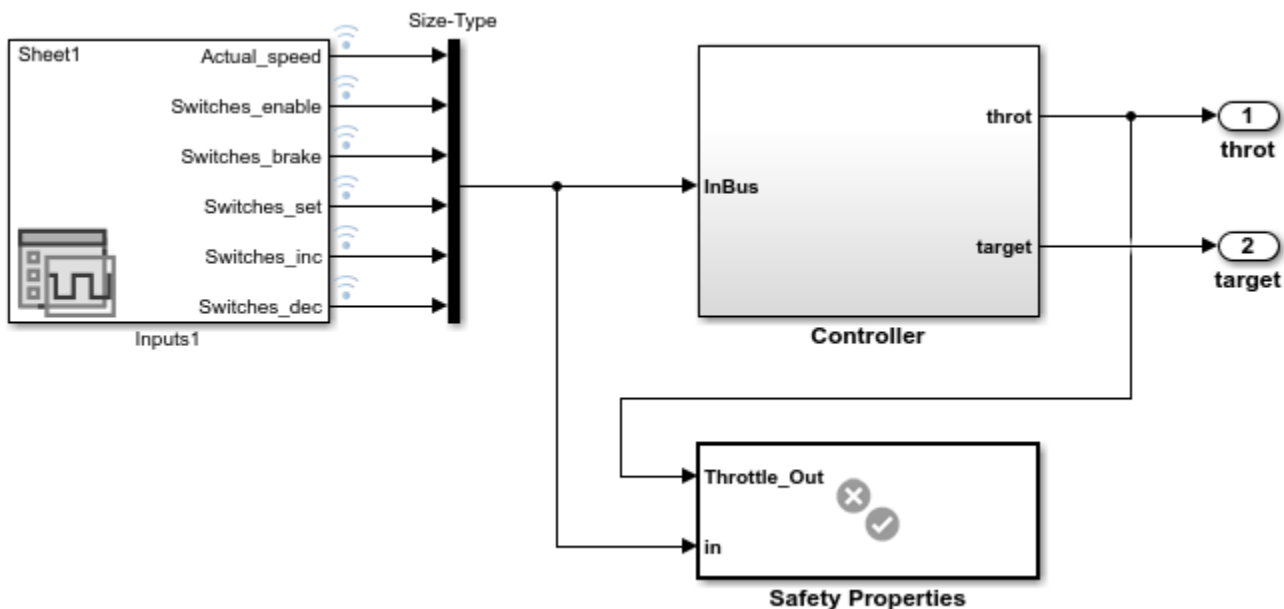 Size-Type
Sheet1
Actual_speed
Switches_enable
Switches_brake
Switches_set
Switches_inc
Switches_dec
Inputs1
InBus
throt
target
Controller
1
throt
2
target
Throttle_Out
in
Safety Properties